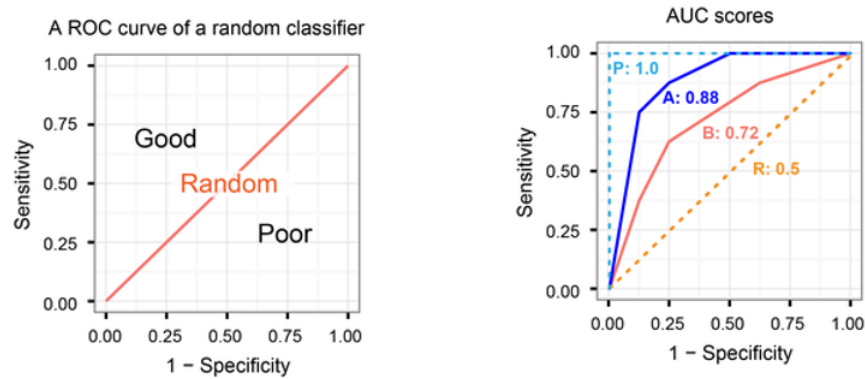 A ROC curve of a random classifier
1.00
0.75
0.50
0.25
0.00
Sensitivity
Good
Random
Poor
0.00 0.25 0.50 0.75 1.00
1 − Specificity
AUC scores
1.00
0.75
0.50
0.25
0.00
Sensitivity
P: 1.0
A: 0.88
B: 0.72
R: 0.5
0.00 0.25 0.50 0.75 1.00
1 − Specificity